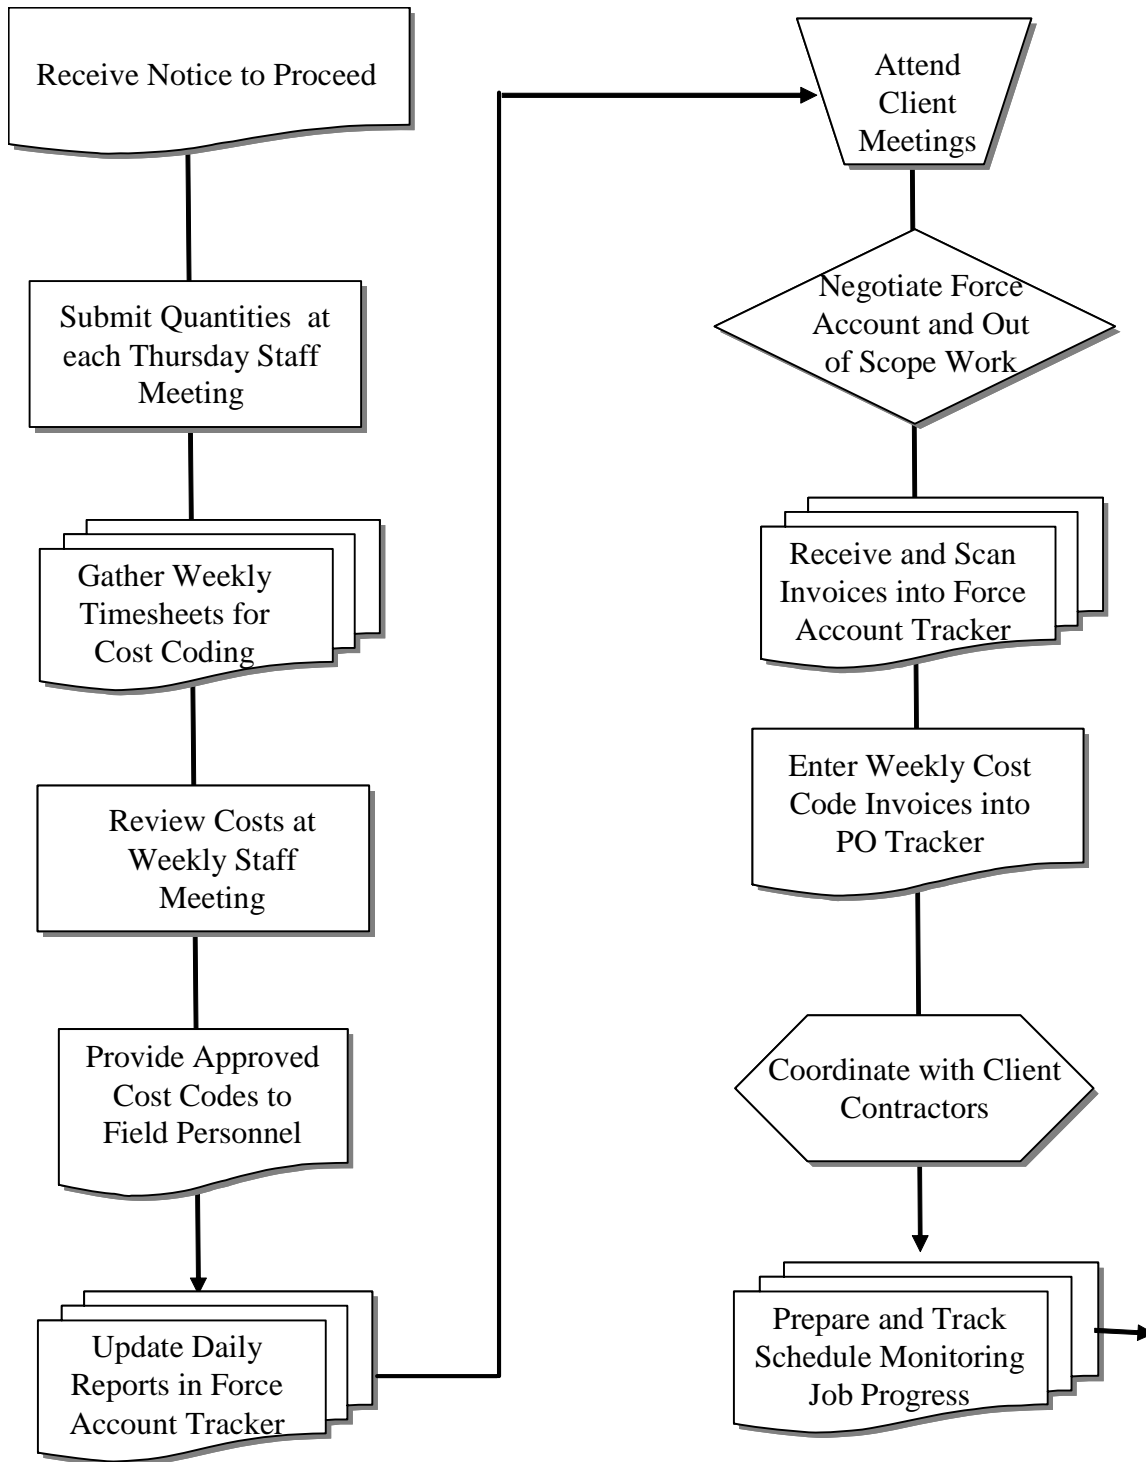 Receive Notice to Proceed
Submit Quantities at
each Thursday Staff
Meeting
Gather Weekly
Timesheets for
Cost Coding
Review Costs at
Weekly Staff
Meeting
Provide Approved
Cost Codes to
Field Personnel
Update Daily
Reports in Force
Account Tracker
Attend
Client
Meetings
Negotiate Force
Account and Out
of Scope Work
Receive and Scan
Invoices into Force
Account Tracker
Enter Weekly Cost
Code Invoices into
PO Tracker
Coordinate with Client
Contractors
Prepare and Track
Schedule Monitoring
Job Progress